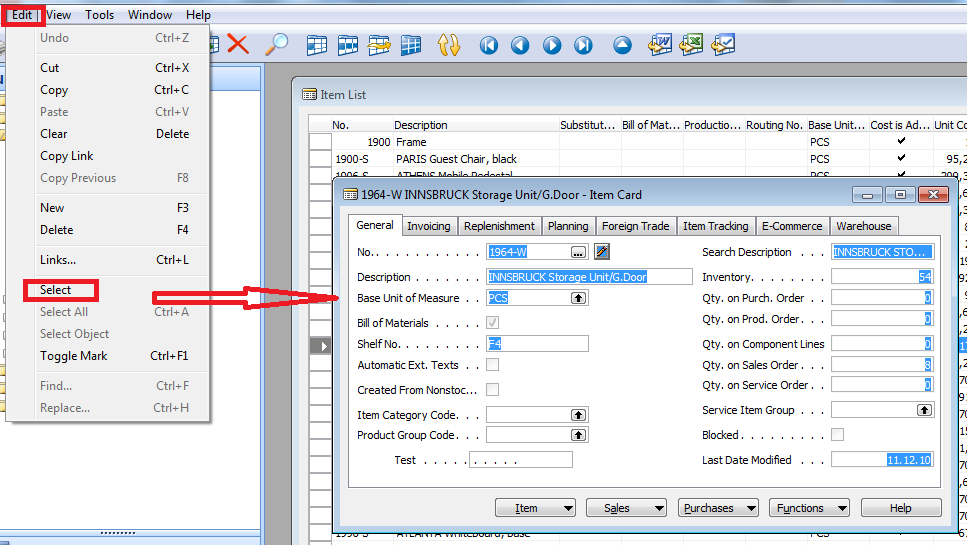 Edit View Tools Window Help
Undo Ctrl+Z
Cut Ctrl+X
Copy Ctrl+C
Paste Ctrl+V
Clear Delete
Copy Link
Copy Previous F8
New F3
Delete F4
Links... Ctrl+L
Select
Select All Ctrl+A
Select Object
Toggle Mark Ctrl+F1
Find... Ctrl+F
Replace... Ctrl+H
Item List
No. Description Substitut... Bill of Mat... Productio... Routing No. Base Unit... Cost is Ad... Unit Co
1900 Frame PCS
1900-S PARIS Guest Chair, black PCS 95,2
1906-S ATHENS Mobile Pedestal PCS
1964-W INNSBRUCK Storage Unit/G.Door - Item Card
General Invoicing Replenishment Planning Foreign Trade Item Tracking E-Commerce Warehouse
No. . . . . . . . . . . . 1964-W ... Search Description . . INNSBRUCK STO...
Description . . . . . . . INNSBRUCK Storage Unit/G.Door Inventory. . . . . . . . . 54
Base Unit of Measure . . PCS Qty. on Purch. Order . . 0
Bill of Materials . . . . . Qty. on Prod. Order. . . 0
Shelf No. . . . . . . . . F4 Qty. on Component Lines 0
Automatic Ext. Texts Qty. on Sales Order . . . 8
Created From Nonstoc... Qty. on Service Order . . 0
Item Category Code. . . Service Item Group . . .
Product Group Code. . . Blocked . . . . . . . . .
Test . . . . . . . . . . Last Date Modified . . . 11.12.10
Item Sales Purchases Functions Help